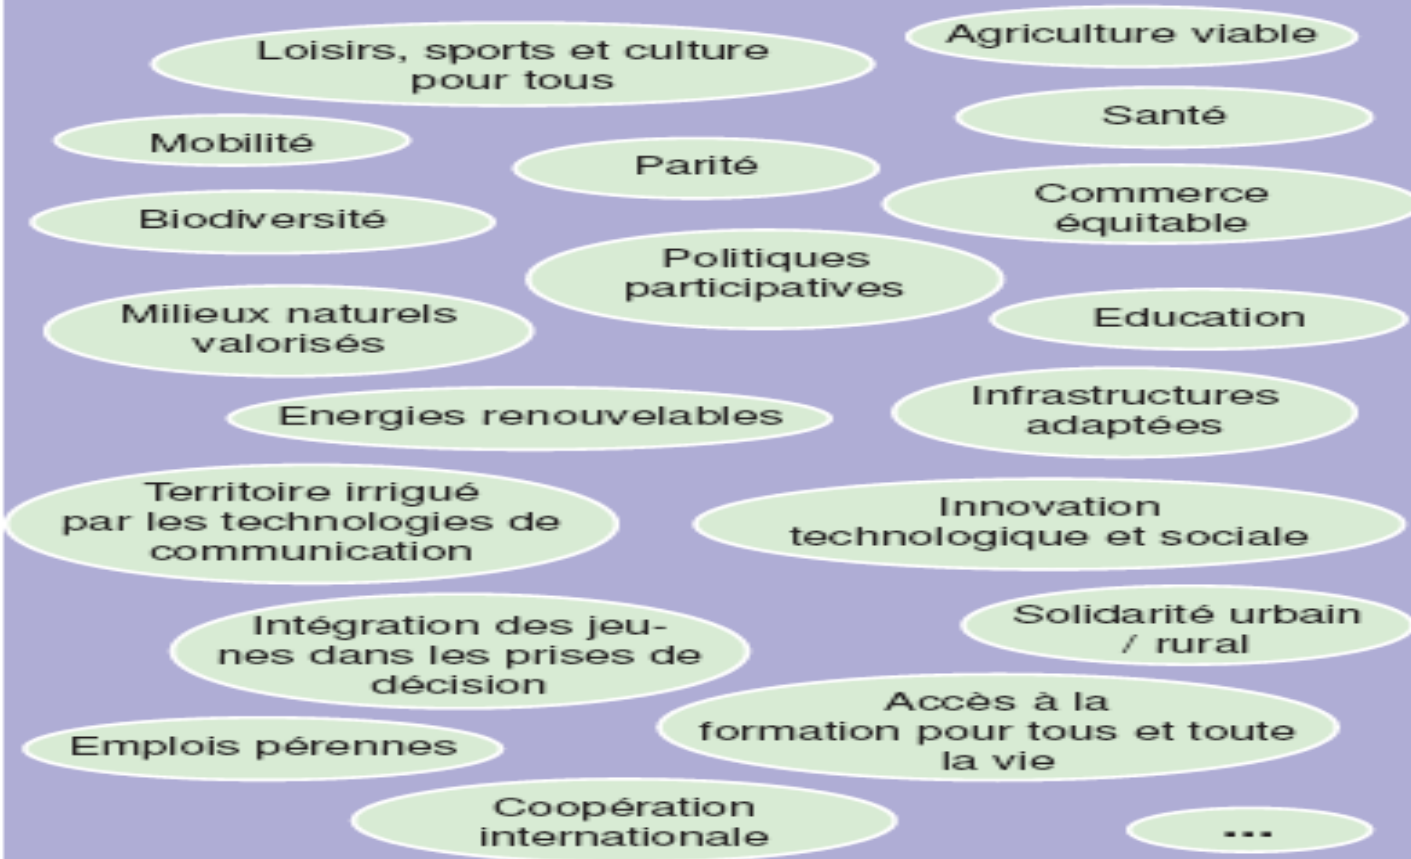 Loisirs, sports et culture
pour tous
Agriculture viable
Mobilité
Santé
Parité
Biodiversité
Commerce
équitable
Politiques
participatives
Milieux naturels
valorisés
Education
Energies renouvelables
Infrastructures
adaptées
Territoire irrigué
par les technologies de
communication
Innovation
technologique et sociale
Intégration des jeu-
nes dans les prises de
décision
Solidarité urbain
/ rural
Emplois pérennes
Accès à la
formation pour tous et toute
la vie
Coopération
internationale
...